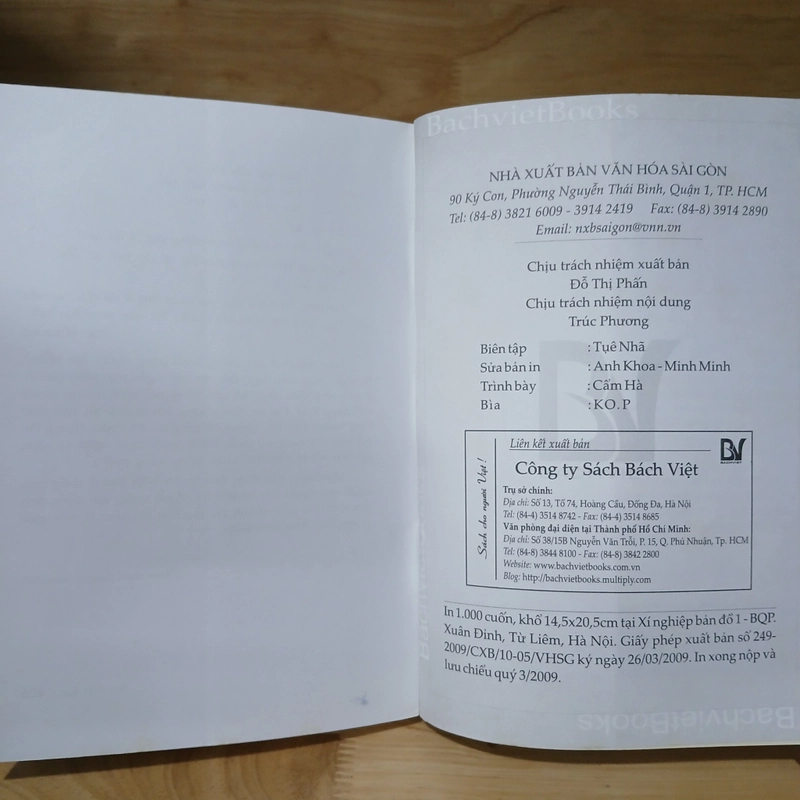 BachvietBooks
NHÀ XUẤT BẢN VĂN HÓA SÀI GÒN
90 Ký Con, Phường Nguyễn Thái Bình, Quận 1, TP. HCM
Tel: (84-8) 3821 6009 - 3914 2419 Fax: (84-8) 3914 2890
Email: nxbsaigon@vnn.vn
Chịu trách nhiệm xuất bản
Đỗ Thị Phấn
Chịu trách nhiệm nội dung
Trúc Phương
Biên tập : Tuệ Nhã
Sửa bản in : Anh Khoa - Minh Minh
Trình bày : Cẩm Hà
Bìa : KO.P
Sách cho người Việt !
Liên kết xuất bản
BV
BACHVIET
Công ty Sách Bách Việt
Trụ sở chính:
Địa chỉ: Số 13, Tổ 74, Hoàng Cầu, Đống Đa, Hà Nội
Tel: (84-4) 3514 8742 - Fax: (84-4) 3514 8685
Văn phòng đại diện tại Thành phố Hồ Chí Minh:
Địa chỉ: Số 38/15B Nguyễn Văn Trỗi, P. 15, Q. Phú Nhuận, Tp. HCM
Tel: (84-8) 3844 8100 - Fax: (84-8) 3842 2800
Website: www.bachvietbooks.com.vn
Blog: http://bachvietbooks.multiply.com
In 1.000 cuốn, khổ 14,5x20,5cm tại Xí nghiệp bản đồ 1 - BQP.
Xuân Đỉnh, Từ Liêm, Hà Nội. Giấy phép xuất bản số 249-
2009/CXB/10-05/VHSG ký ngày 26/03/2009. In xong nộp và
lưu chiểu quý 3/2009.
BachvietBooks